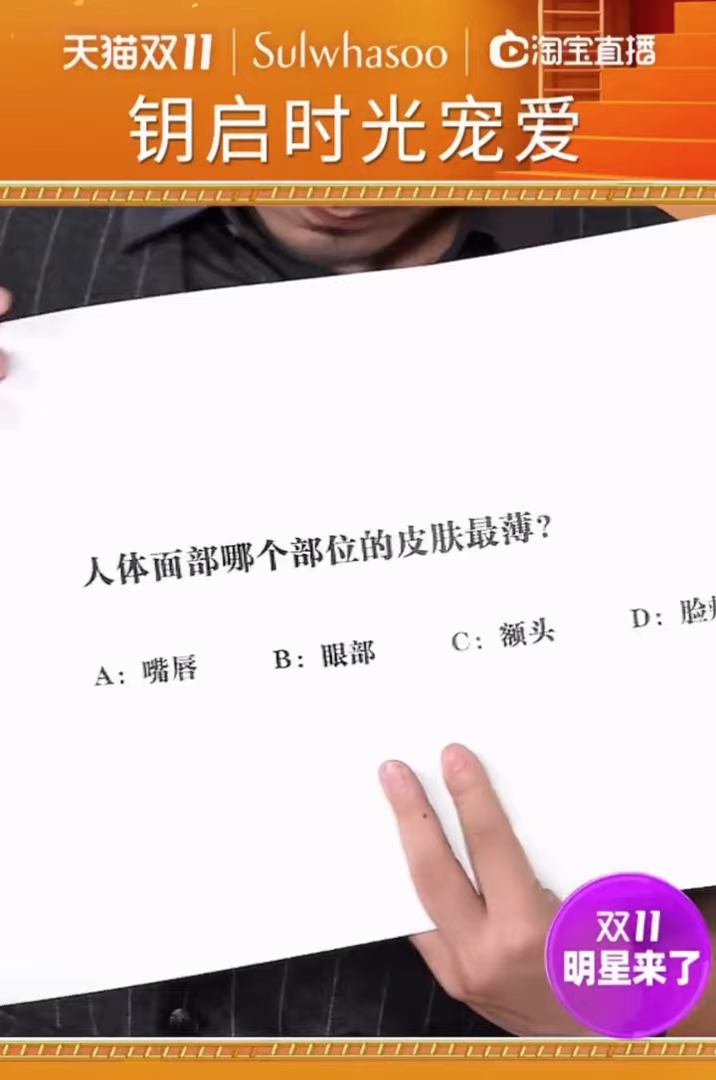 天猫双11 Sulwhasoo 淘宝直播
钥启时光宠爱
人体面部哪个部位的皮肤最薄？
A：嘴唇 B：眼部 C：额头 D：脸
双11
明星来了